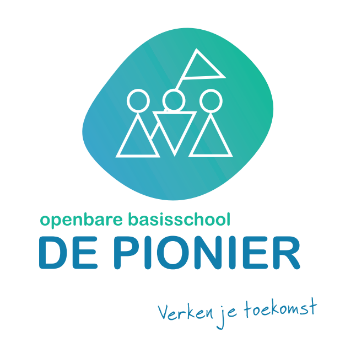 openbare basisschool
DE PIONIER
Verken je toekomst